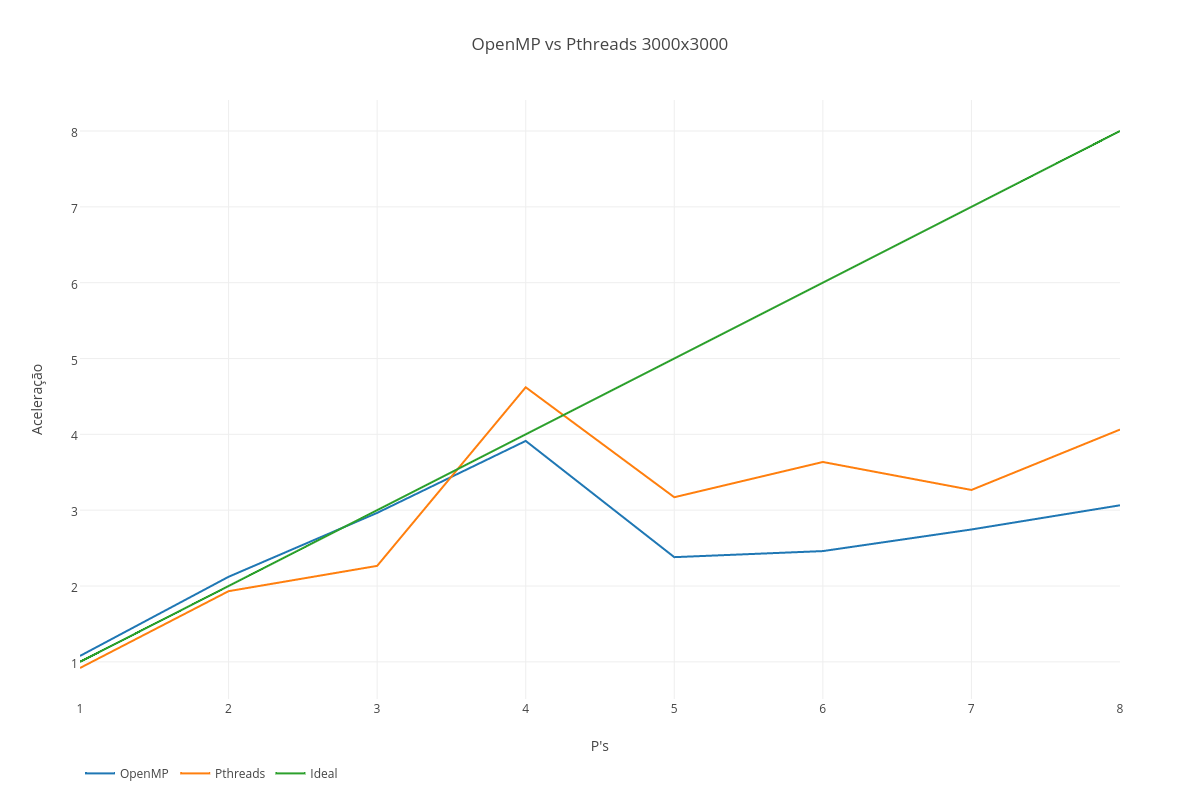 OpenMP vs Pthreads 3000x3000
8
7
6
5
4
3
2
1
Aceleração
1 2 3 4 5 6 7 8
P's
OpenMP Pthreads Ideal